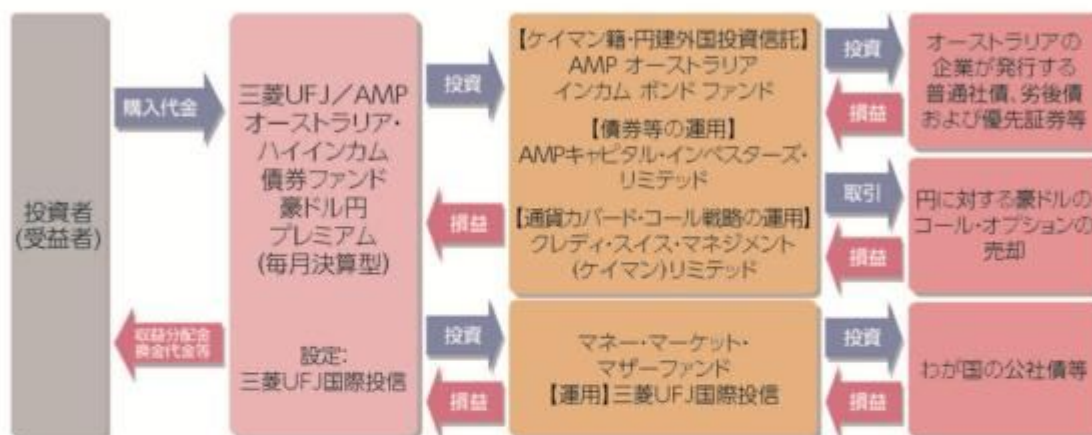 投資者
(受益者)
購入代金
収益分配金
換金代金等
三菱UFJ/AMP
オーストラリア・
ハイインカム
債券ファンド
豪ドル円
プレミアム
(毎月決算型)
設定:
三菱UFJ国際投信
投資
損益
投資
損益
【ケイマン籍・円建外国投資信託】
AMP オーストラリア
インカム ボンド ファンド
【債券等の運用】
AMPキャピタル・インベスターズ・
リミテッド
【通貨カバード・コール戦略の運用】
クレディ・スイス・マネジメント
(ケイマン)リミテッド
マネー・マーケット・
マザーファンド
【運用】三菱UFJ国際投信
投資
損益
取引
損益
投資
損益
オーストラリアの
企業が発行する
普通社債、劣後債
および優先証券等
円に対する豪ドルの
コール・オプションの
売却
わが国の公社債等